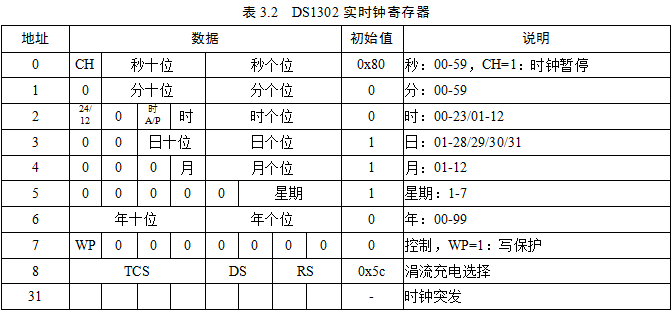 表 3.2 DS1302 实时钟寄存器
地址 数据 初始值 说明
0 CH 秒十位 秒个位 0x80 秒：00-59，CH=1：时钟暂停
1 0 分十位 分个位 0 分：00-59
2 24/12 0 时A/P 时 时个位 0 时：00-23/01-12
3 0 0 日十位 日个位 1 日：01-28/29/30/31
4 0 0 0 月 月个位 1 月：01-12
5 0 0 0 0 0 星期 1 星期：1-7
6 年十位 年个位 0 年：00-99
7 WP 0 0 0 0 0 0 0 0 控制，WP=1：写保护
8 TCS DS RS 0x5c 涓流充电选择
31 - 时钟突发